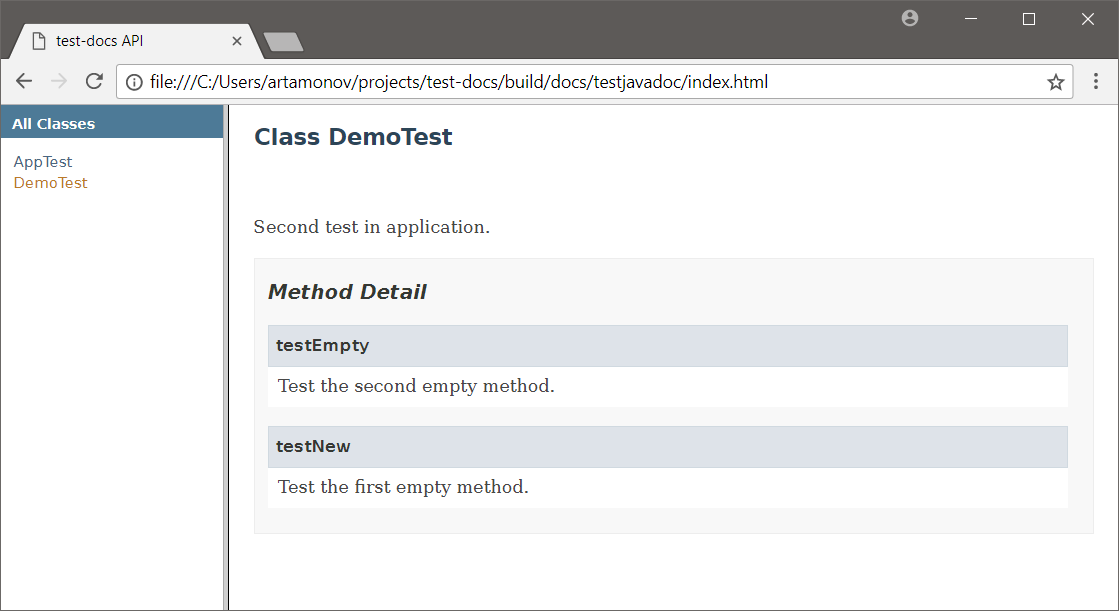 test-docs API
file:///C:/Users/artamonov/projects/test-docs/build/docs/testjavadoc/index.html
All Classes
AppTest
DemoTest
Class DemoTest
Second test in application.
Method Detail
testEmpty
Test the second empty method.
testNew
Test the first empty method.